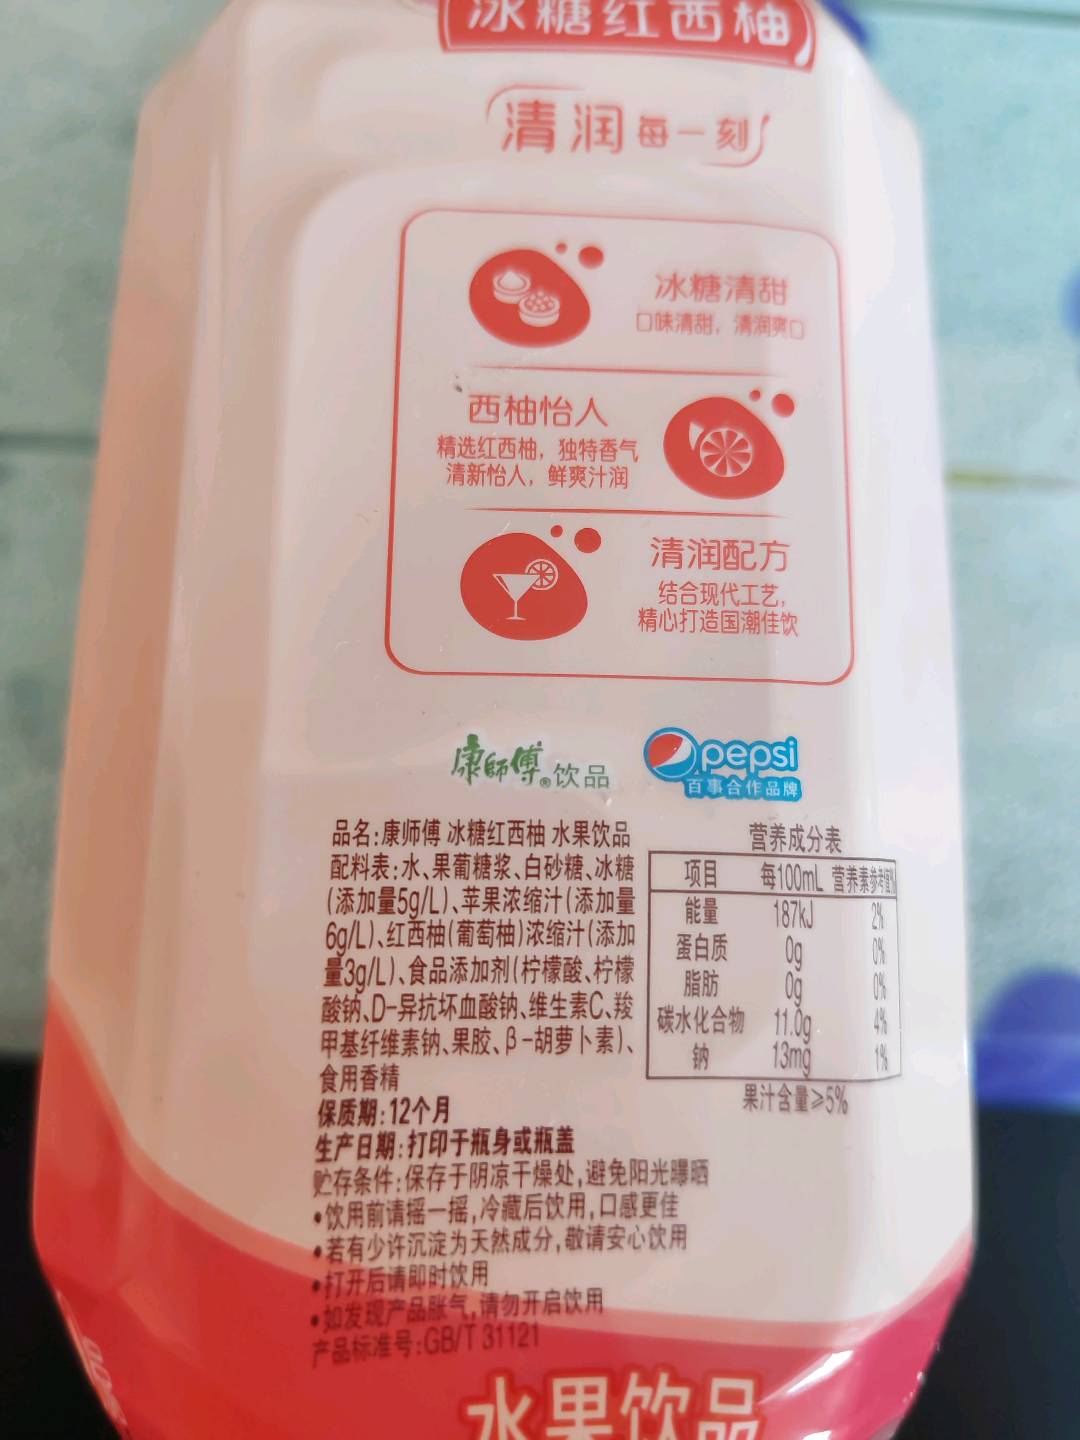 冰糖红西柚
清润每一刻
冰糖清甜
口味清甜，清润爽口
西柚怡人
精选红西柚，独特香气
清新怡人，鲜爽汁润
清润配方
结合现代工艺，
精心打造国潮佳饮
康師傅®饮品
pepsi
百事合作品牌
品名:康师傅 冰糖红西柚 水果饮品
配料表:水、果葡糖浆、白砂糖、冰糖
(添加量5g/L)、苹果浓缩汁(添加量
6g/L)、红西柚(葡萄柚)浓缩汁(添加
量3g/L)、食品添加剂(柠檬酸、柠檬
酸钠、D-异抗坏血酸钠、维生素C、羧
甲基纤维素钠、果胶、β-胡萝卜素)、
食用香精
保质期:12个月
生产日期:打印于瓶身或瓶盖
贮存条件:保存于阴凉干燥处,避免阳光曝晒
•饮用前请摇一摇,冷藏后饮用,口感更佳
•若有少许沉淀为天然成分,敬请安心饮用
•打开后请即时饮用
•如发现产品胀气,请勿开启饮用
产品标准号:GB/T 31121
营养成分表
项目 每100mL 营养素参考值%
能量 187kJ 2%
蛋白质 0g 0%
脂肪 0g 0%
碳水化合物 11.0g 4%
钠 13mg 1%
果汁含量≥5%
水果饮品